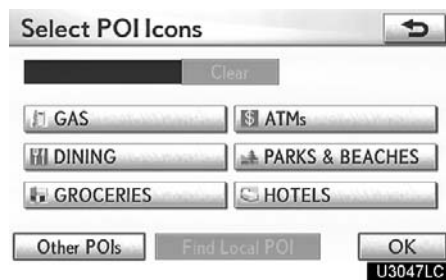 Select POI Icons
Clear
GAS
$ ATMs
DINING
PARKS & BEACHES
GROCERIES
HOTELS
Other POIs
Find Local POI
OK
U3047LC